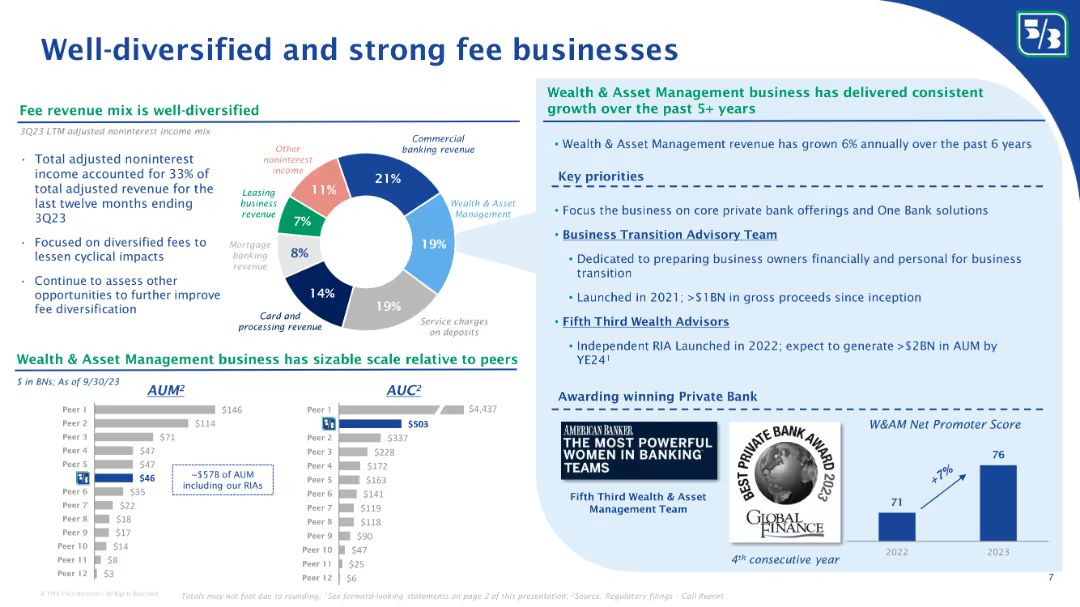 Well-diversified and strong fee businesses
5/3
Fee revenue mix is well-diversified
3Q23 LTM adjusted noninterest income mix
· Total adjusted noninterest
income accounted for 33% of
total adjusted revenue for the
last twelve months ending
3Q23
· Focused on diversified fees to
lessen cyclical impacts
· Continue to assess other
opportunities to further improve
fee diversification
Commercial
banking revenue
21%
Wealth & Asset
Management
19%
Service charges
on deposits
19%
Card and
processing revenue
14%
Mortgage
banking
revenue
8%
Leasing
business
revenue
7%
Other
noninterest
income
11%
Wealth & Asset Management business has sizable scale relative to peers
$ in BNs; As of 9/30/23
AUM2
Peer 1 $146
Peer 2 $114
Peer 3 $71
Peer 4 $47
Peer 5 $47
5/3 $46
Peer 6 $35
Peer 7 $22
Peer 8 $18
Peer 9 $17
Peer 10 $14
Peer 11 $8
Peer 12 $3
~$57B of AUM
including our RIAs
AUC2
Peer 1 $4,437
5/3 $503
Peer 2 $337
Peer 3 $228
Peer 4 $172
Peer 5 $163
Peer 6 $141
Peer 7 $119
Peer 8 $118
Peer 9 $90
Peer 10 $47
Peer 11 $25
Peer 12 $6
Wealth & Asset Management business has delivered consistent
growth over the past 5+ years
• Wealth & Asset Management revenue has grown 6% annually over the past 6 years
Key priorities
• Focus the business on core private bank offerings and One Bank solutions
• Business Transition Advisory Team
• Dedicated to preparing business owners financially and personal for business
transition
• Launched in 2021; >$1BN in gross proceeds since inception
• Fifth Third Wealth Advisors
• Independent RIA Launched in 2022; expect to generate >$2BN in AUM by
YE24¹
Awarding winning Private Bank
AMERICAN BANKER
THE MOST POWERFUL
WOMEN IN BANKING
TEAMS
Fifth Third Wealth & Asset
Management Team
BEST PRIVATE BANK AWARD 2023
GLOBAL
FINANCE
4th consecutive year
W&AM Net Promoter Score
71
+7%
76
2022
2023
7
© Fifth Third Bancorp | All Rights Reserved
Totals may not foot due to rounding; ¹See forward-looking statements on page 2 of this presentation; ²Source: Regulatory filings - Call Report